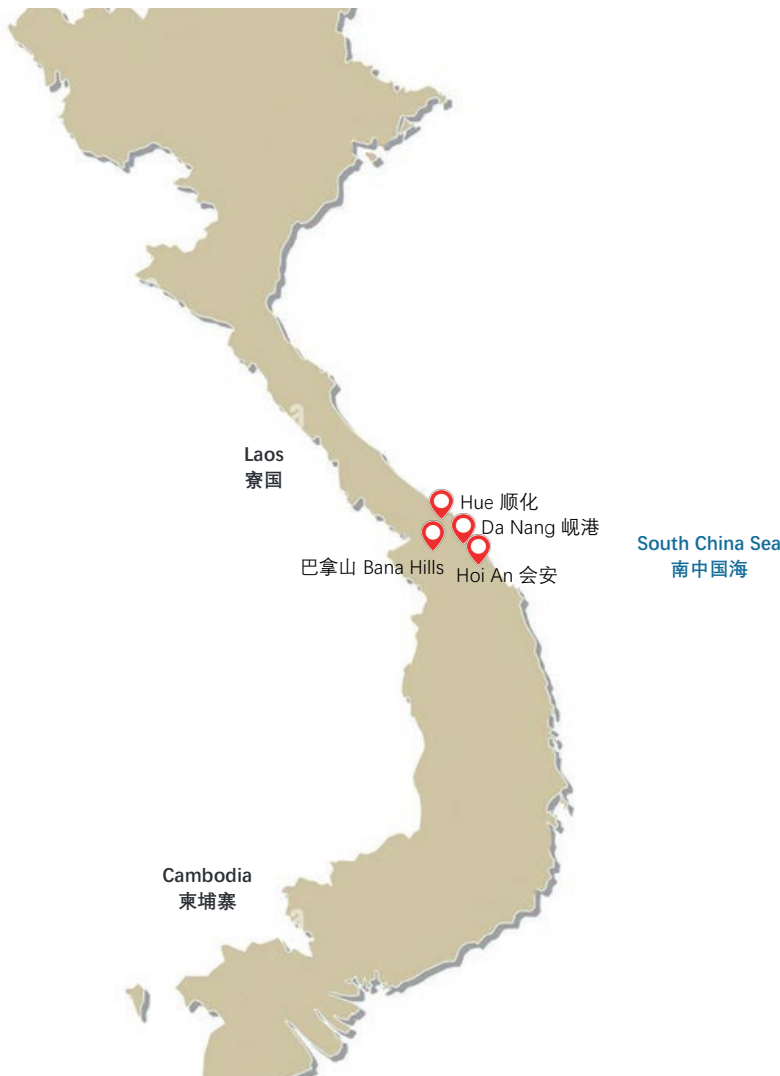 Laos
寮国
Hue 顺化
Da Nang 岘港
巴拿山 Bana Hills
Hoi An 会安
South China Sea
南中国海
Cambodia
柬埔寨